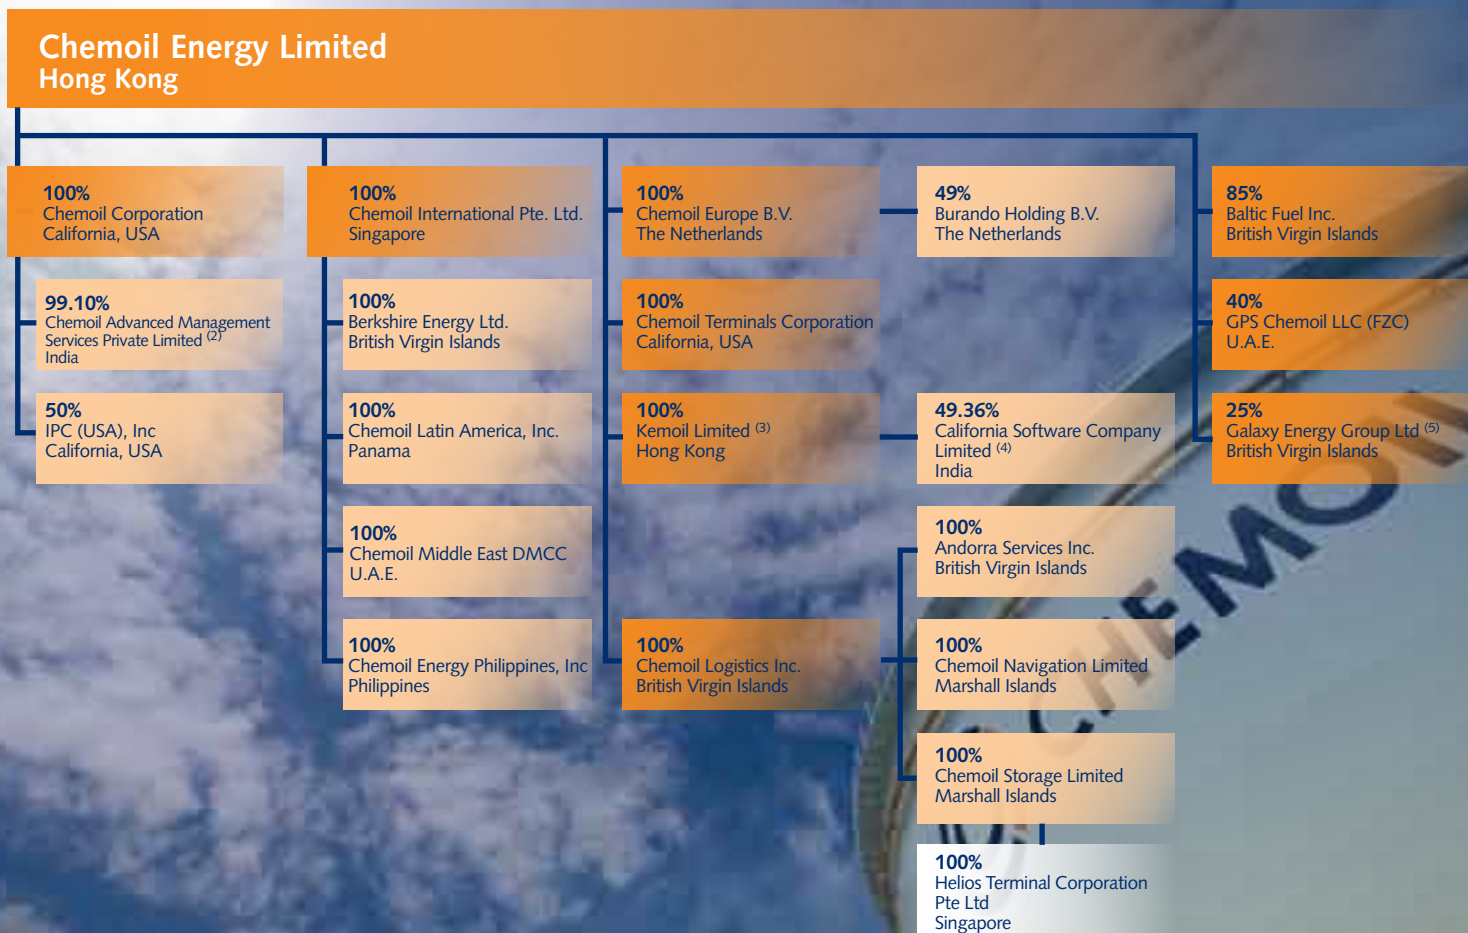 Chemoil Energy Limited
Hong Kong
100%
Chemoil Corporation
California, USA
99.10%
Chemoil Advanced Management
Services Private Limited (2)
India
50%
IPC (USA), Inc
California, USA
100%
Chemoil International Pte. Ltd.
Singapore
100%
Berkshire Energy Ltd.
British Virgin Islands
100%
Chemoil Latin America, Inc.
Panama
100%
Chemoil Middle East DMCC
U.A.E.
100%
Chemoil Energy Philippines, Inc
Philippines
100%
Chemoil Europe B.V.
The Netherlands
100%
Chemoil Terminals Corporation
California, USA
100%
Kemoil Limited (3)
Hong Kong
100%
Chemoil Logistics Inc.
British Virgin Islands
49%
Burando Holding B.V.
The Netherlands
49.36%
California Software Company
Limited (4)
India
100%
Andorra Services Inc.
British Virgin Islands
100%
Chemoil Navigation Limited
Marshall Islands
100%
Chemoil Storage Limited
Marshall Islands
100%
Helios Terminal Corporation
Pte Ltd
Singapore
85%
Baltic Fuel Inc.
British Virgin Islands
40%
GPS Chemoil LLC (FZC)
U.A.E.
25%
Galaxy Energy Group Ltd (5)
British Virgin Islands